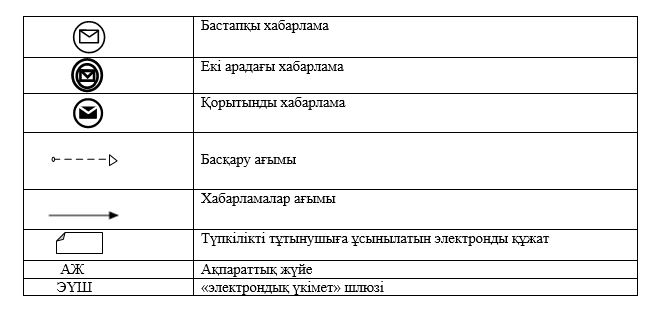 Бастапқы хабарлама
Екі арадағы хабарлама
Қорытынды хабарлама
Басқару ағымы
Хабарламалар ағымы
Түпкілікті тұтынушыға ұсынылатын электронды құжат
АЖ Ақпараттық жүйе
ЭҮШ «электрондық үкімет» шлюзі